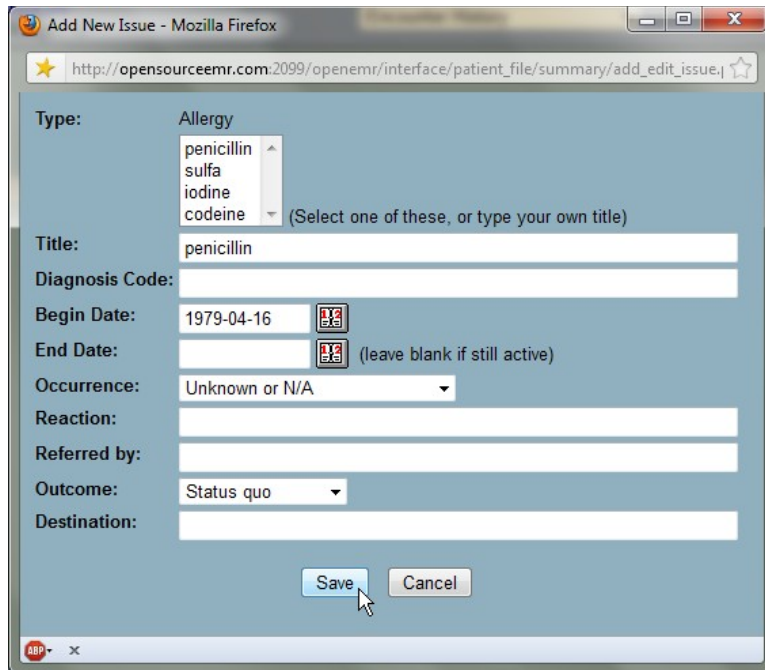 Add New Issue - Mozilla Firefox
http://opensourceemr.com:2099/openemr/interface/patient_file/summary/add_edit_issue.
Type: Allergy
penicillin
sulfa
iodine
codeine (Select one of these, or type your own title)
Title: penicillin
Diagnosis Code:
Begin Date: 1979-04-16
End Date: (leave blank if still active)
Occurrence: Unknown or N/A
Reaction:
Referred by:
Outcome: Status quo
Destination:
Save Cancel
ABP